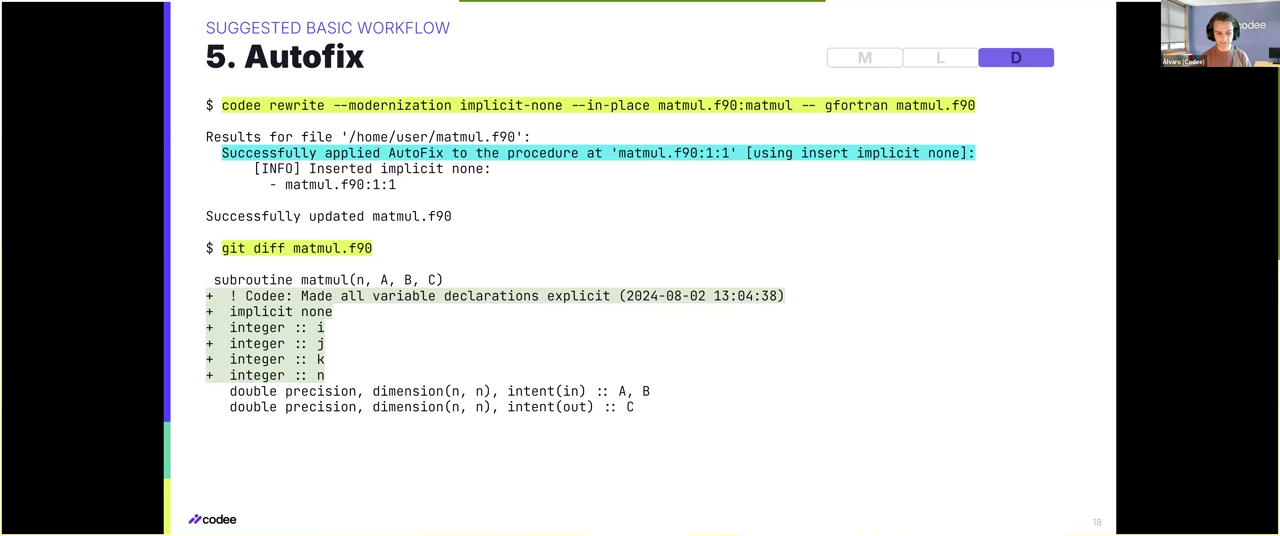 SUGGESTED BASIC WORKFLOW
5. Autofix
M L D
$ codee rewrite --modernization implicit-none --in-place matmul.f90:matmul -- gfortran matmul.f90
Results for file '/home/user/matmul.f90':
Successfully applied AutoFix to the procedure at 'matmul.f90:1:1' [using insert implicit none]:
[INFO] Inserted implicit none:
- matmul.f90:1:1
Successfully updated matmul.f90
$ git diff matmul.f90
subroutine matmul(n, A, B, C)
+ ! Codee: Made all variable declarations explicit (2024-08-02 13:04:38)
+ implicit none
+ integer :: i
+ integer :: j
+ integer :: k
+ integer :: n
double precision, dimension(n, n), intent(in) :: A, B
double precision, dimension(n, n), intent(out) :: C
codee
18
codee
Álvaro (Codee)